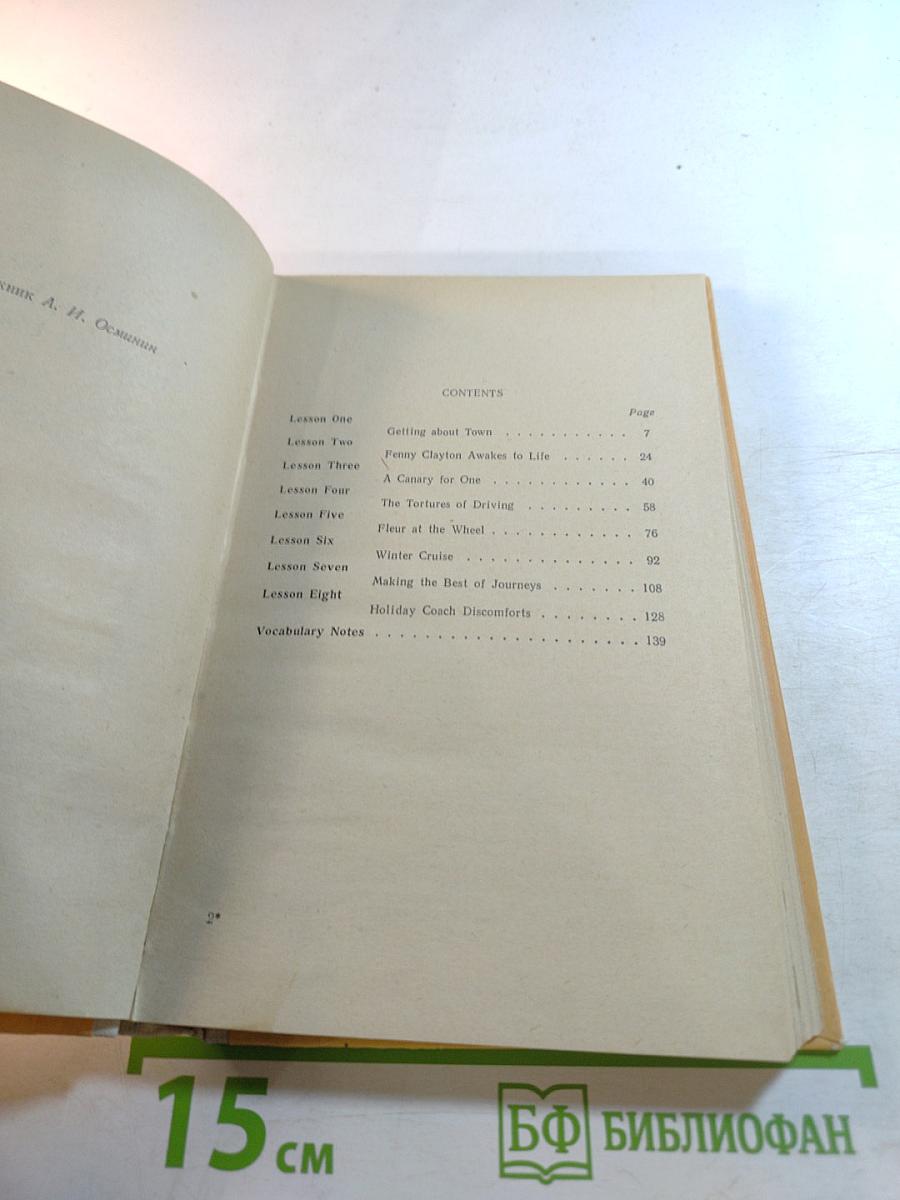 А. И. Осминин
CONTENTS
Page
Lesson One
Getting about Town . . . . . . . . . . . 7
Lesson Two
Fenny Clayton Awakes to Life . . . . . . 24
Lesson Three
A Canary for One . . . . . . . . . . . . 40
Lesson Four
The Tortures of Driving . . . . . . . . . 58
Lesson Five
Fleur at the Wheel . . . . . . . . . . . . 76
Lesson Six
Winter Cruise . . . . . . . . . . . . . . 92
Lesson Seven
Making the Best of Journeys . . . . . . . 108
Lesson Eight
Holiday Coach Discomforts . . . . . . . . 128
Vocabulary Notes . . . . . . . . . . . . . . . . . . . . . 139
2*
15 см
БФ БИБЛИОФАН